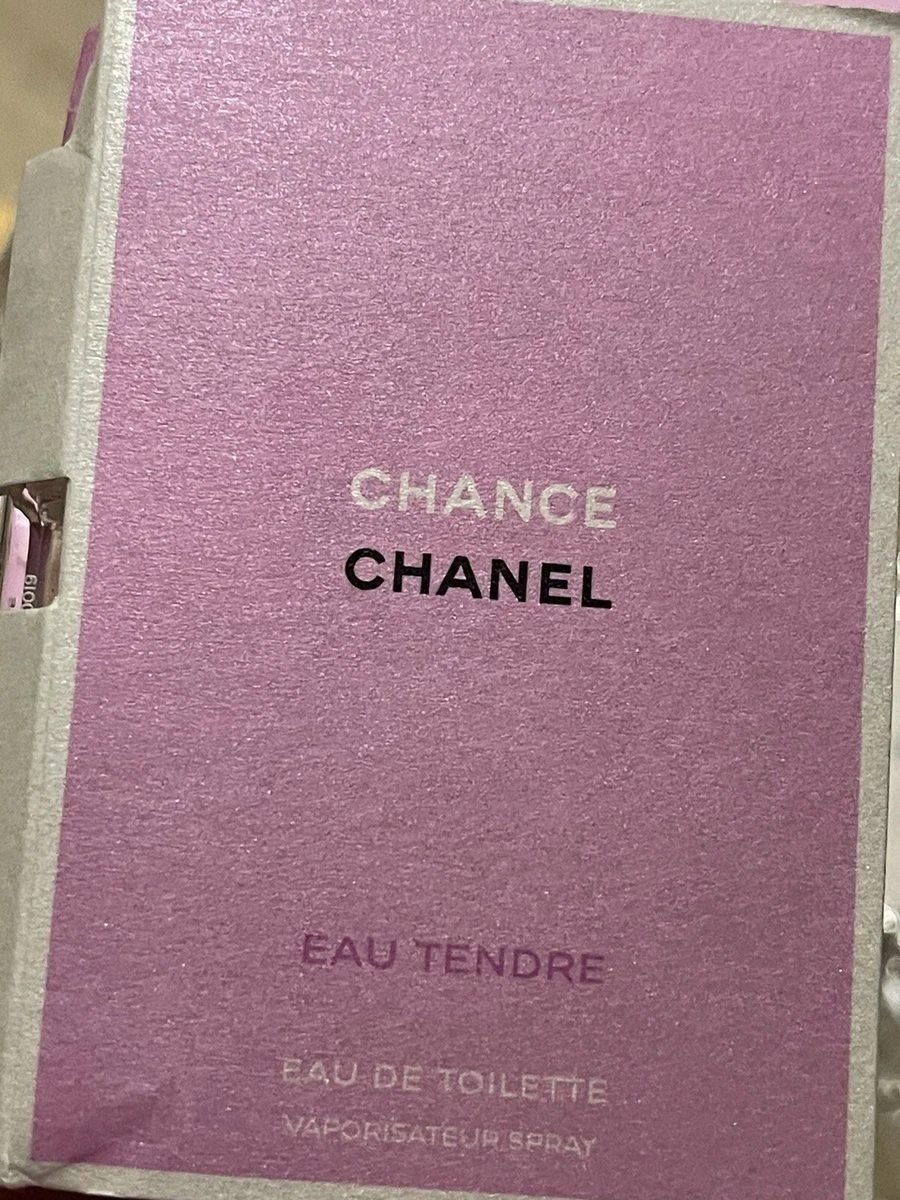 CHANCE
CHANEL
EAU TENDRE
EAU DE TOILETTE
VAPORISATEUR SPRAY